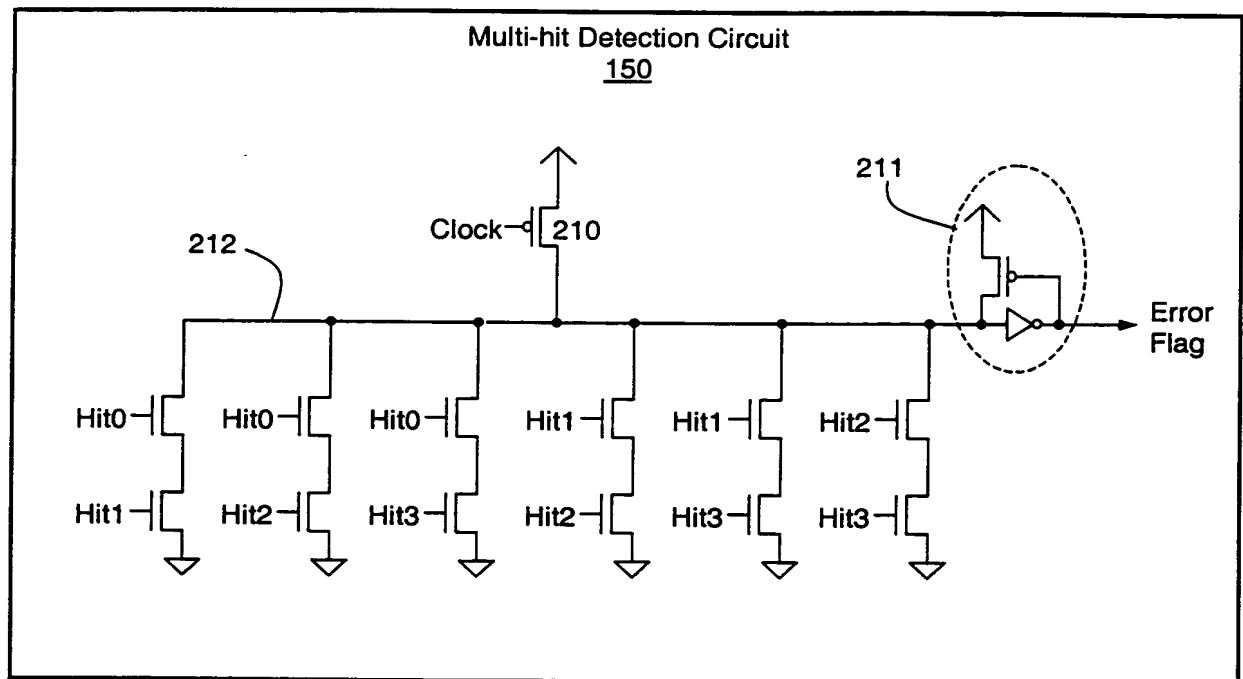 Multi-hit Detection Circuit
150
211
Clock
210
212
Error
Flag
Hit0
Hit0
Hit0
Hit1
Hit1
Hit2
Hit1
Hit2
Hit3
Hit2
Hit3
Hit3